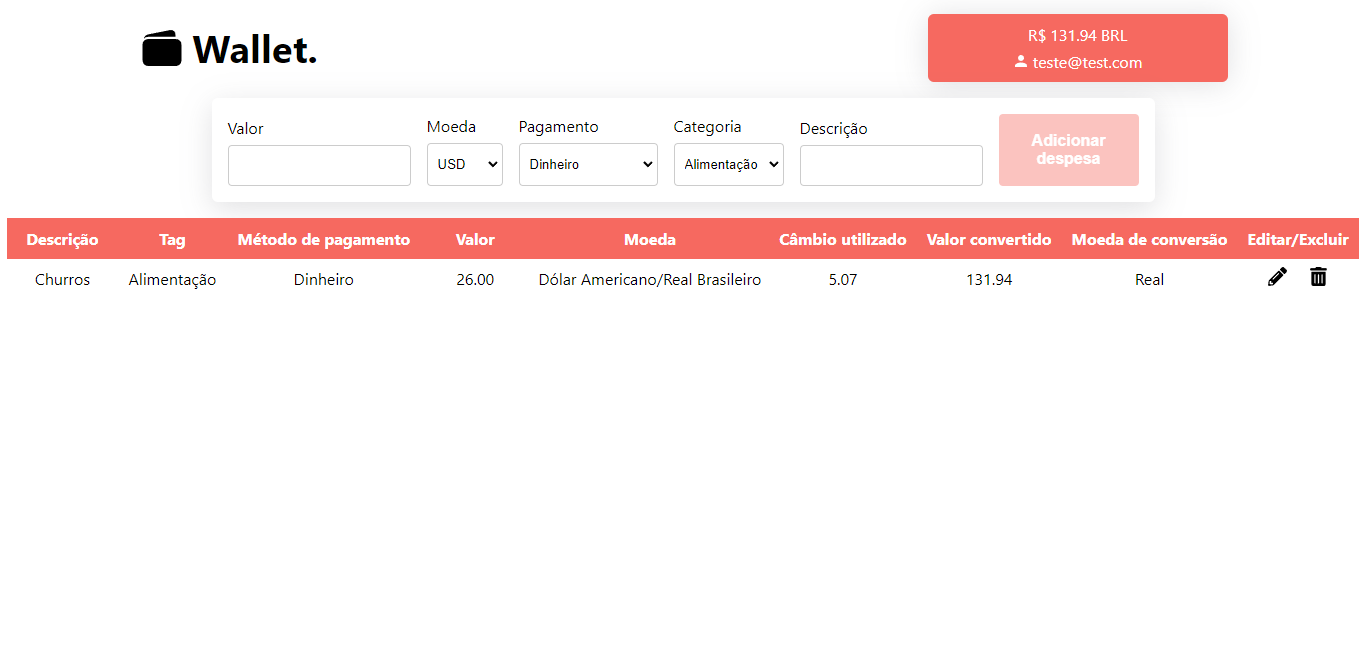 Wallet.
R$ 131.94 BRL
teste@test.com
Valor
Moeda
Pagamento
Categoria
Descrição
USD
Dinheiro
Alimentação
Adicionar
despesa
Descrição Tag Método de pagamento Valor Moeda Câmbio utilizado Valor convertido Moeda de conversão Editar/Excluir
Churros Alimentação Dinheiro 26.00 Dólar Americano/Real Brasileiro 5.07 131.94 Real